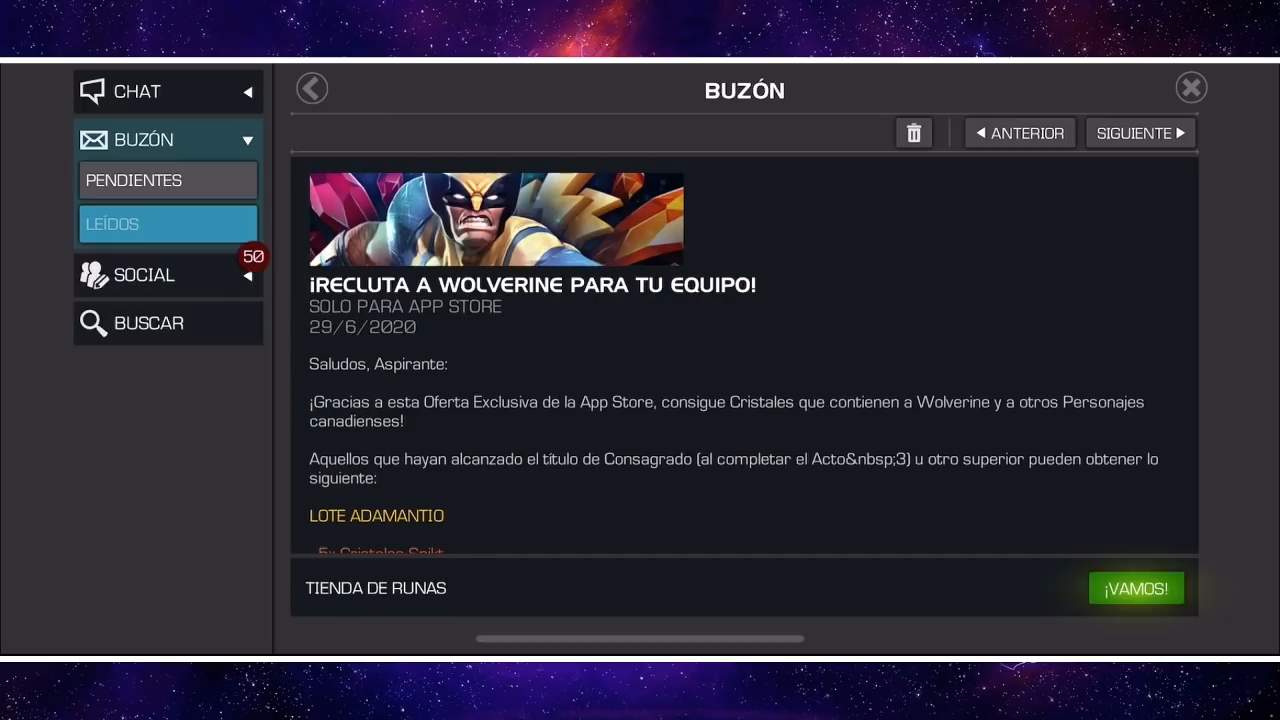 CHAT
BUZÓN
PENDIENTES
LEÍDOS
50
SOCIAL
BUSCAR
BUZÓN
ANTERIOR
SIGUIENTE
¡RECLUTA A WOLVERINE PARA TU EQUIPO!
SOLO PARA APP STORE
29/6/2020
Saludos, Aspirante:
¡Gracias a esta Oferta Exclusiva de la App Store, consigue Cristales que contienen a Wolverine y a otros Personajes
canadienses!
Aquellos que hayan alcanzado el título de Consagrado (al completar el Acto&nbsp;3) u otro superior pueden obtener lo
siguiente:
LOTE ADAMANTIO
5x Cristales Snikt
TIENDA DE RUNAS
¡VAMOS!